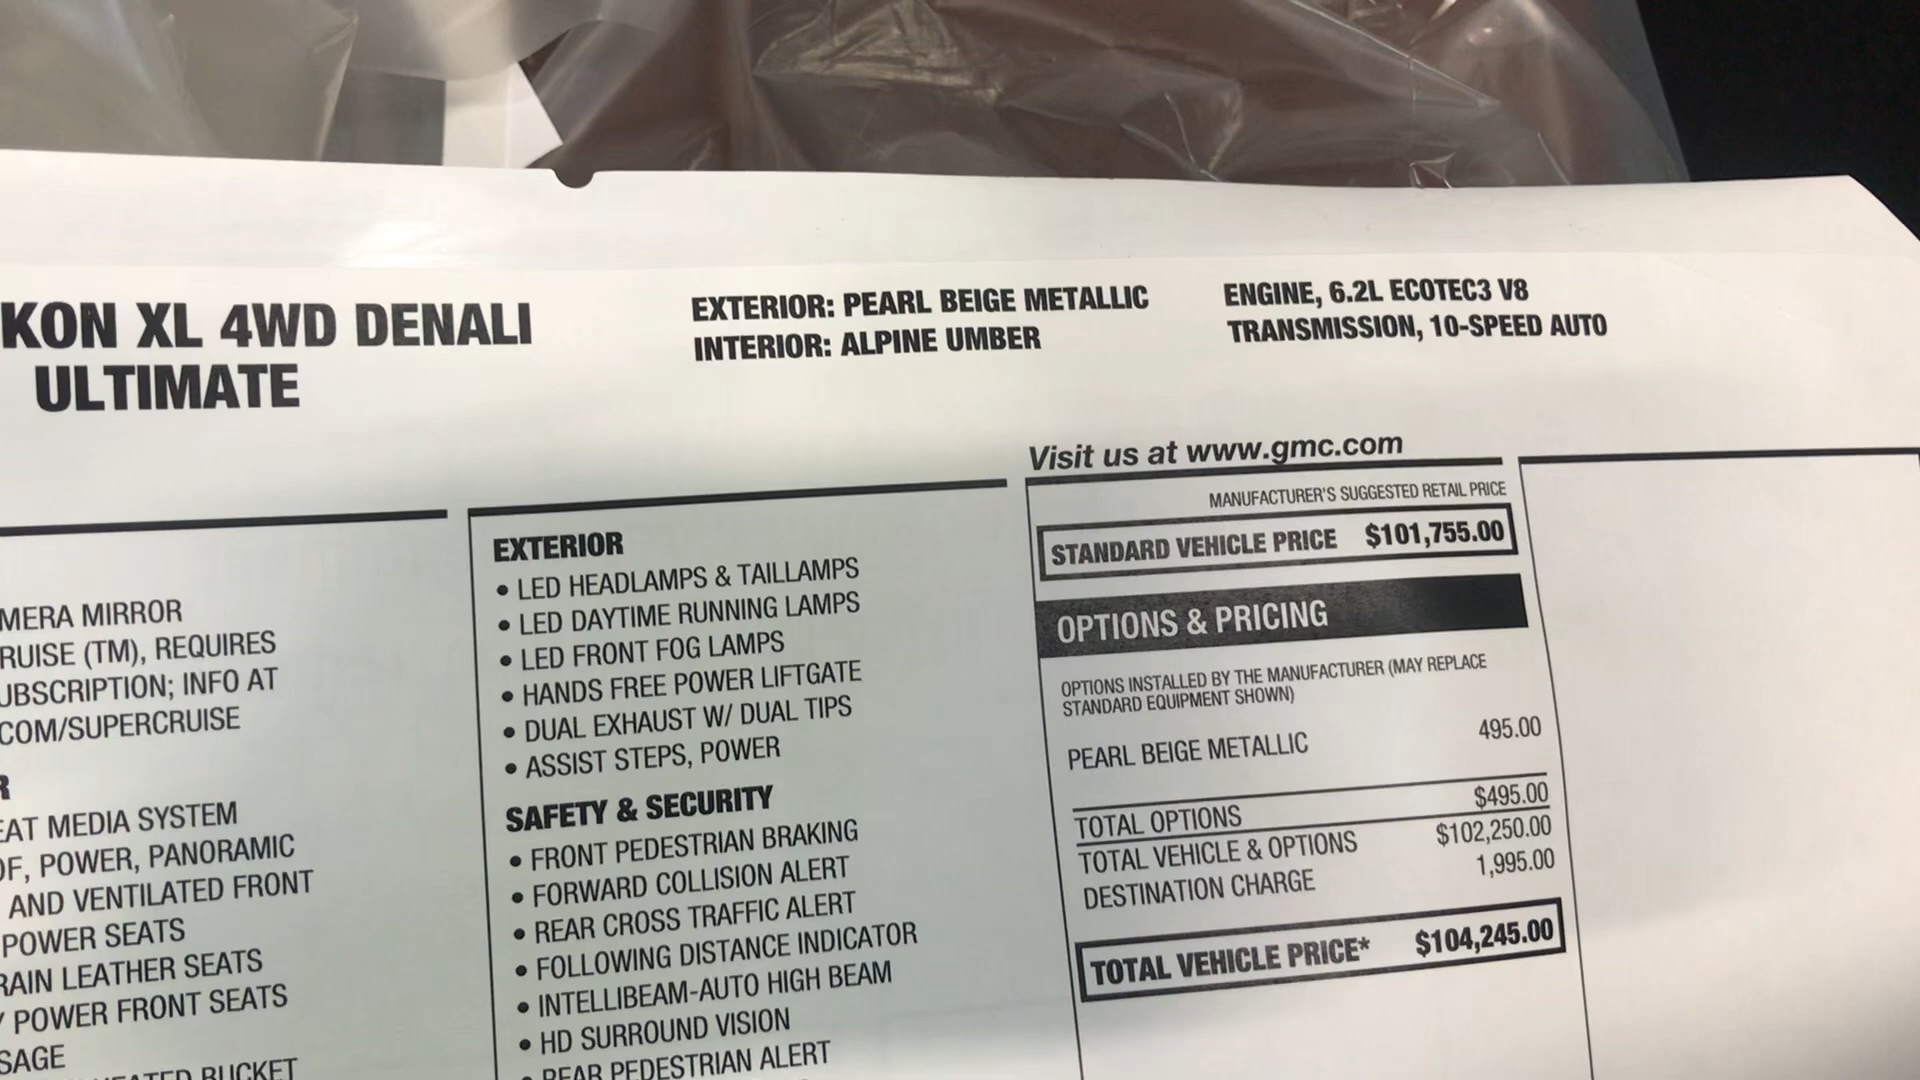 KON XL 4WD DENALI
ULTIMATE
EXTERIOR: PEARL BEIGE METALLIC
INTERIOR: ALPINE UMBER
ENGINE, 6.2L ECOTEC3 V8
TRANSMISSION, 10-SPEED AUTO
MERA MIRROR
RUISE (TM), REQUIRES
UBSCRIPTION; INFO AT
COM/SUPERCRUISE
R
EAT MEDIA SYSTEM
OF, POWER, PANORAMIC
AND VENTILATED FRONT
POWER SEATS
RAIN LEATHER SEATS
POWER FRONT SEATS
SAGE
EATED BUCKET
EXTERIOR
• LED HEADLAMPS & TAILLAMPS
• LED DAYTIME RUNNING LAMPS
• LED FRONT FOG LAMPS
• HANDS FREE POWER LIFTGATE
• DUAL EXHAUST W/ DUAL TIPS
• ASSIST STEPS, POWER
SAFETY & SECURITY
• FRONT PEDESTRIAN BRAKING
• FORWARD COLLISION ALERT
• REAR CROSS TRAFFIC ALERT
• FOLLOWING DISTANCE INDICATOR
• INTELLIBEAM-AUTO HIGH BEAM
• HD SURROUND VISION
• REAR PEDESTRIAN ALERT
Visit us at www.gmc.com
MANUFACTURER'S SUGGESTED RETAIL PRICE
STANDARD VEHICLE PRICE $101,755.00
OPTIONS & PRICING
OPTIONS INSTALLED BY THE MANUFACTURER (MAY REPLACE
STANDARD EQUIPMENT SHOWN)
PEARL BEIGE METALLIC 495.00
TOTAL OPTIONS $495.00
TOTAL VEHICLE & OPTIONS $102,250.00
DESTINATION CHARGE 1,995.00
TOTAL VEHICLE PRICE* $104,245.00